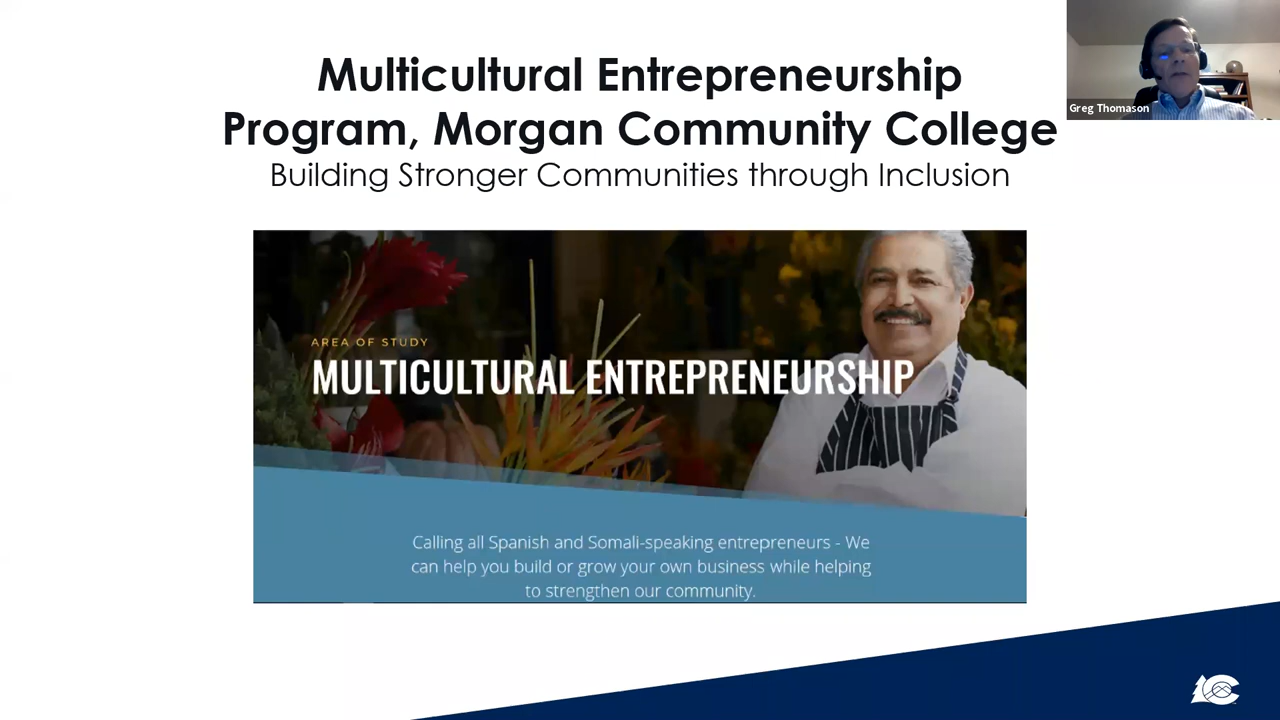 Multicultural Entrepreneurship
Program, Morgan Community College
Building Stronger Communities through Inclusion
Greg Thomason
AREA OF STUDY
MULTICULTURAL ENTREPRENEURSHIP
Calling all Spanish and Somali-speaking entrepreneurs - We
can help you build or grow your own business while helping
to strengthen our community.